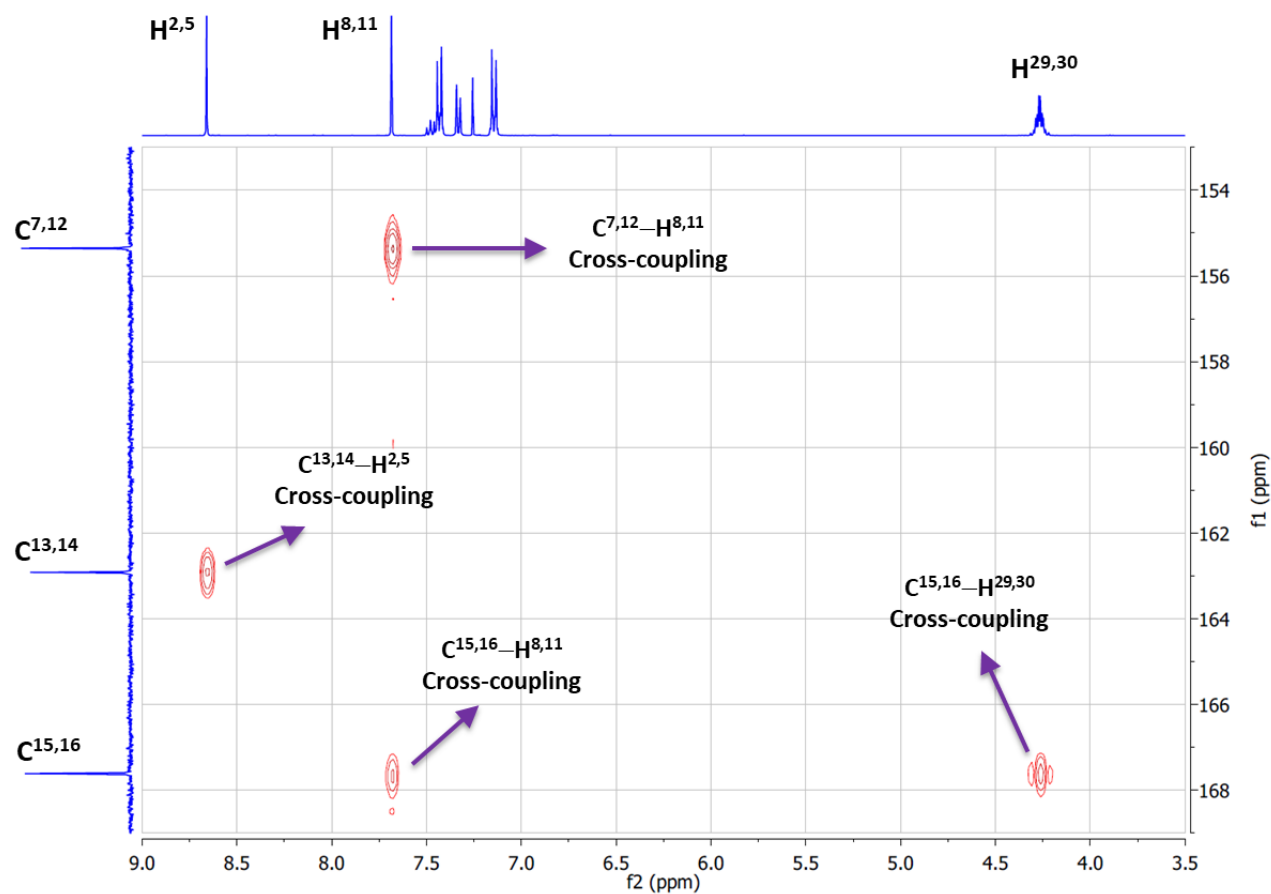 H2,5
H8,11
H29,30
C7,12
C13,14
C15,16
C7,12–H8,11
Cross-coupling
C13,14–H2,5
Cross-coupling
C15,16–H8,11
Cross-coupling
C15,16–H29,30
Cross-coupling
154
156
158
160
162
164
166
168
f1 (ppm)
9.0 8.5 8.0 7.5 7.0 6.5 6.0 5.5 5.0 4.5 4.0 3.5
f2 (ppm)